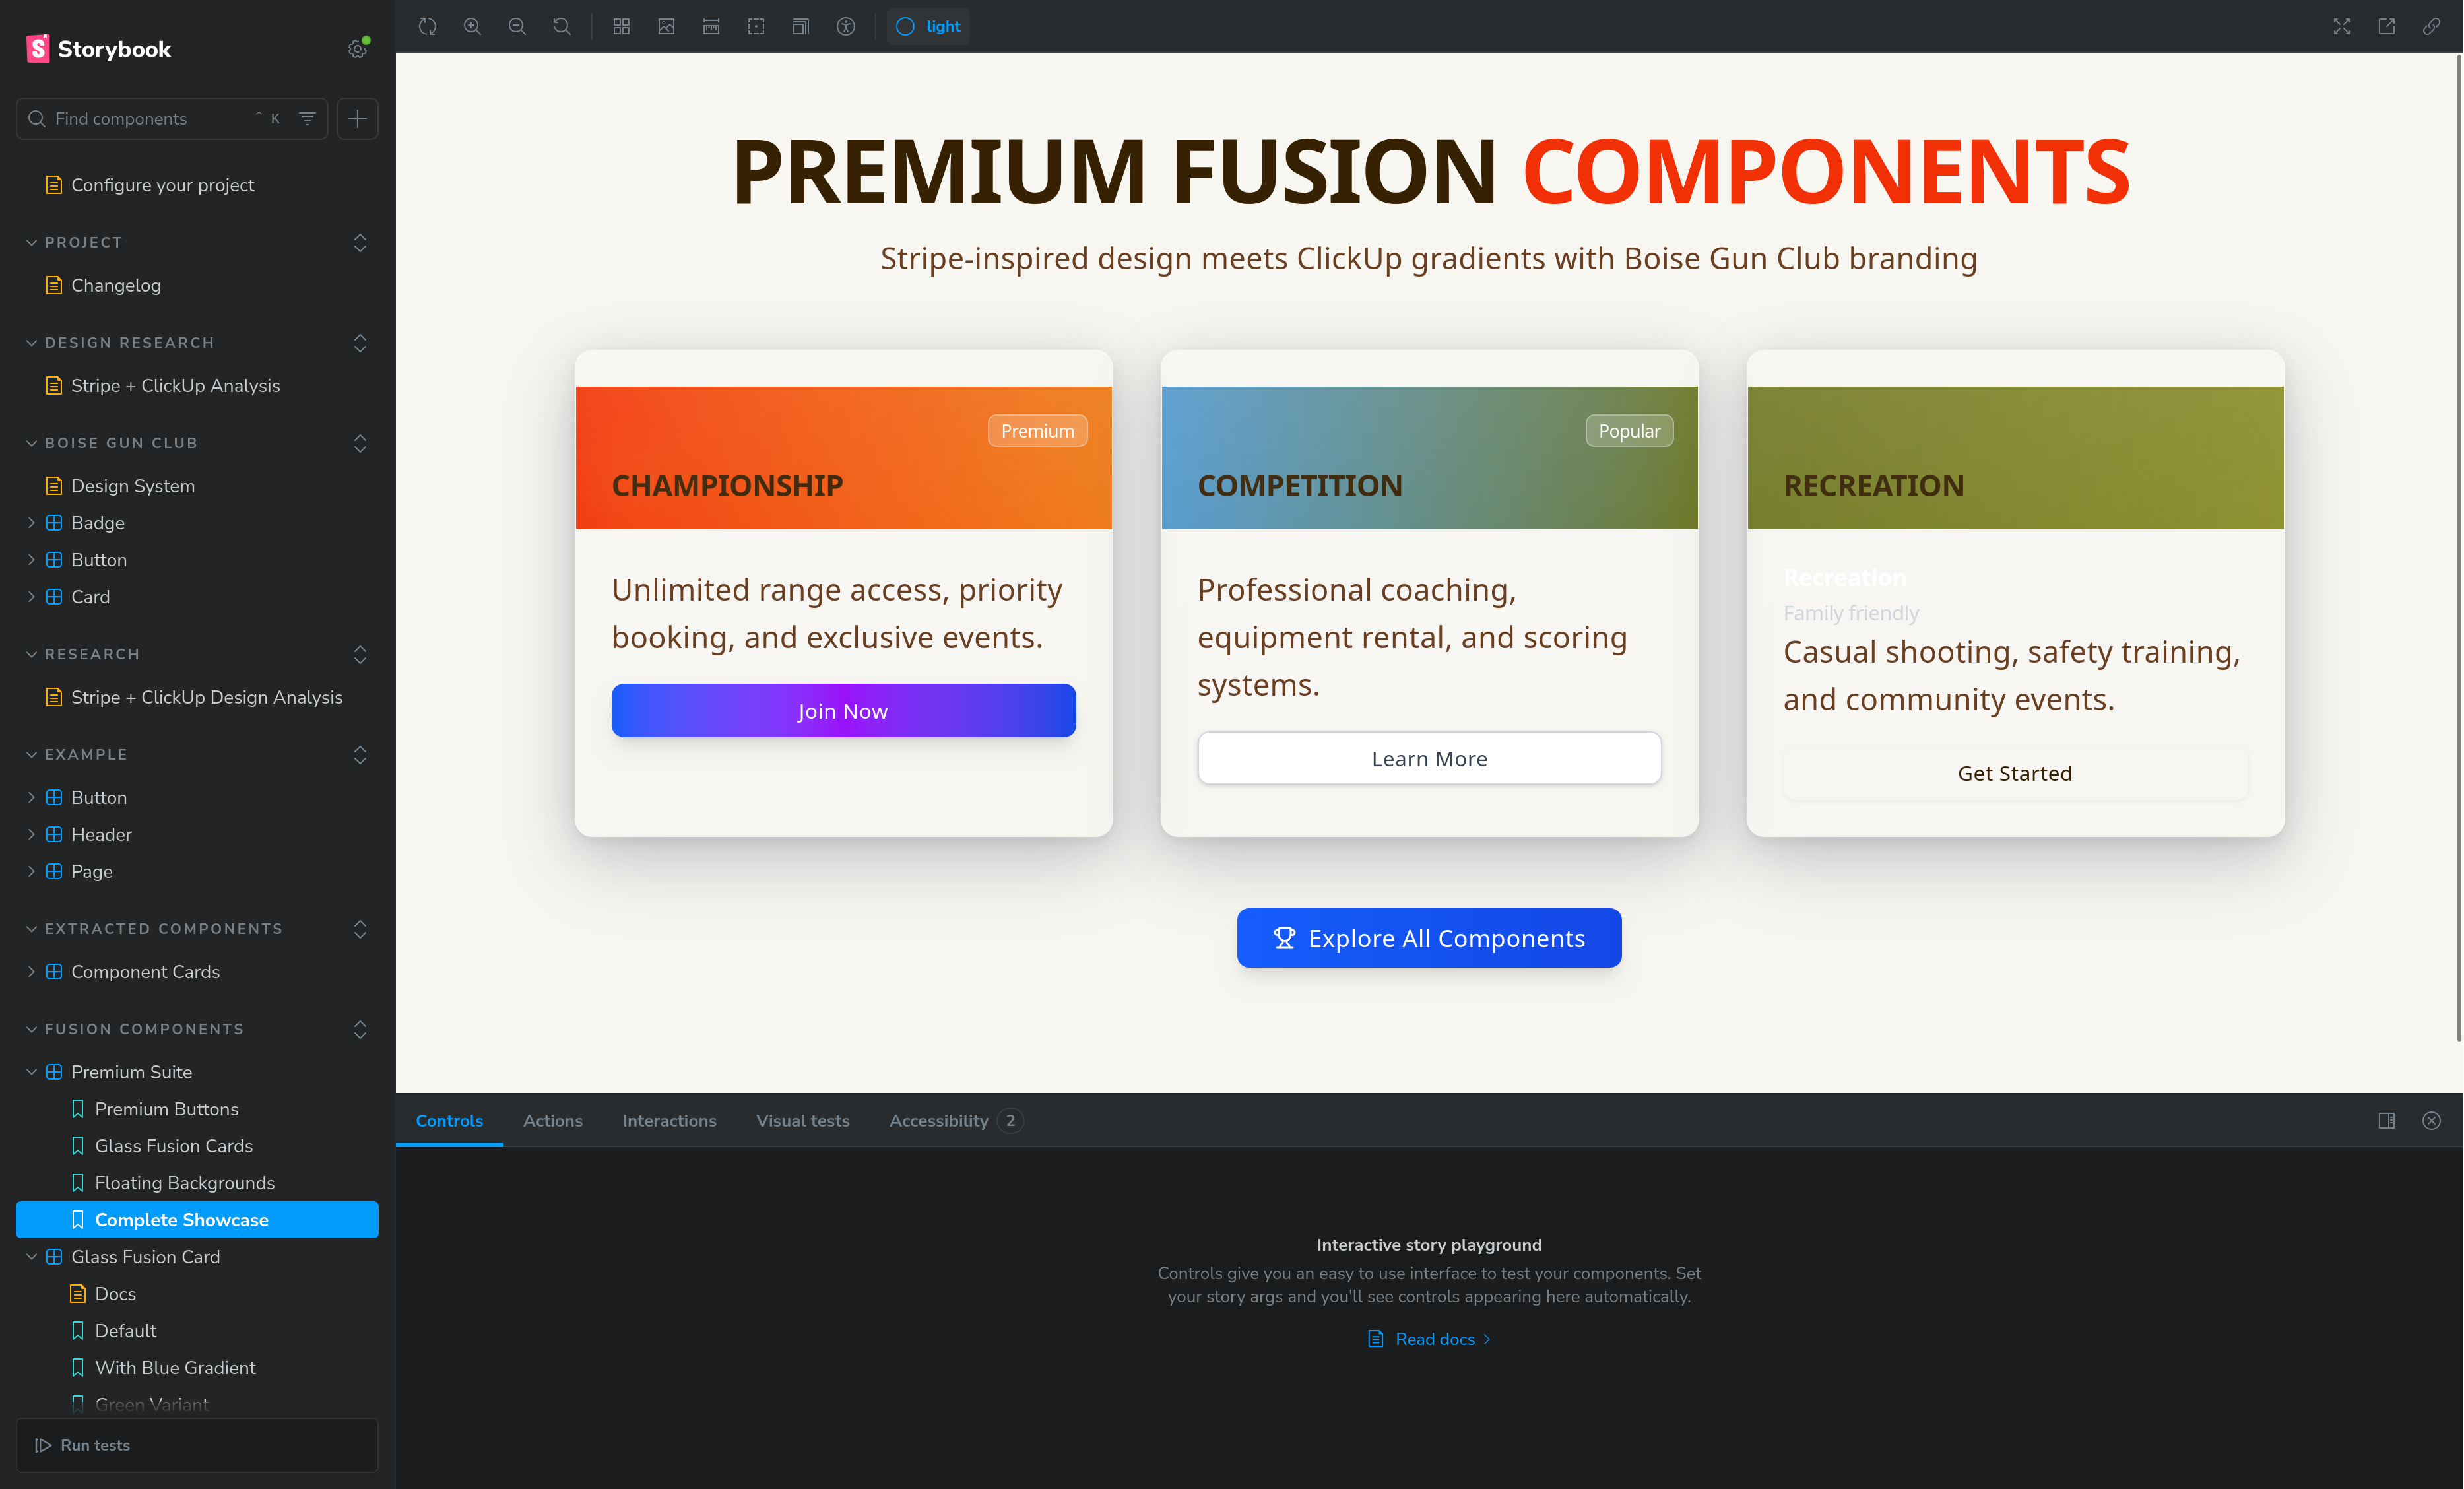 Storybook
Find components
⌃ K
Configure your project
PROJECT
Changelog
DESIGN RESEARCH
Stripe + ClickUp Analysis
BOISE GUN CLUB
Design System
Badge
Button
Card
RESEARCH
Stripe + ClickUp Design Analysis
EXAMPLE
Button
Header
Page
EXTRACTED COMPONENTS
Component Cards
FUSION COMPONENTS
Premium Suite
Premium Buttons
Glass Fusion Cards
Floating Backgrounds
Complete Showcase
Glass Fusion Card
Docs
Default
With Blue Gradient
Green Variant
Run tests
light
PREMIUM FUSION COMPONENTS
Stripe-inspired design meets ClickUp gradients with Boise Gun Club branding
Premium
CHAMPIONSHIP
Unlimited range access, priority
booking, and exclusive events.
Join Now
Popular
COMPETITION
Professional coaching,
equipment rental, and scoring
systems.
Learn More
RECREATION
Recreation
Family friendly
Casual shooting, safety training,
and community events.
Get Started
Explore All Components
Controls
Actions
Interactions
Visual tests
Accessibility 2
Interactive story playground
Controls give you an easy to use interface to test your components. Set
your story args and you'll see controls appearing here automatically.
Read docs